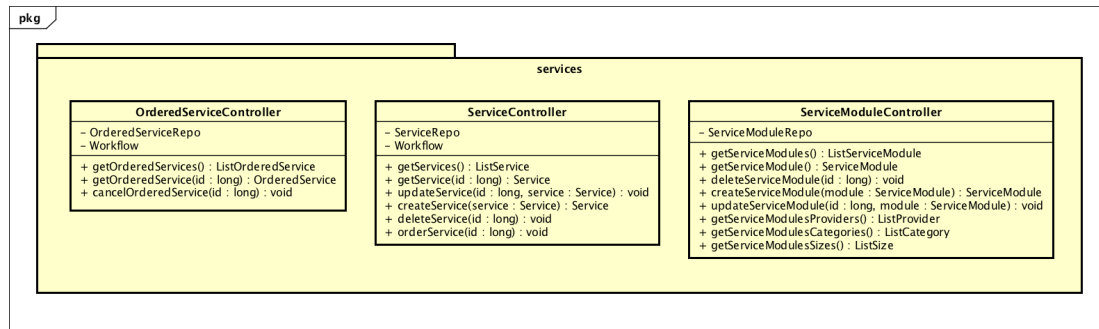 pkg
services
OrderedServiceController
– OrderedServiceRepo
– Workflow
+ getOrderedServices() : ListOrderedService
+ getOrderedService(id : long) : OrderedService
+ cancelOrderedService(id : long) : void
ServiceController
– ServiceRepo
– Workflow
+ getServices() : ListService
+ getService(id : long) : Service
+ updateService(id : long, service : Service) : void
+ createService(service : Service) : Service
+ deleteService(id : long) : void
+ orderService(id : long) : void
ServiceModuleController
– ServiceModuleRepo
+ getServiceModules() : ListServiceModule
+ getServiceModule() : ServiceModule
+ deleteServiceModule(id : long) : void
+ createServiceModule(module : ServiceModule) : ServiceModule
+ updateServiceModule(id : long, module : ServiceModule) : void
+ getServiceModulesProviders() : ListProvider
+ getServiceModulesCategories() : ListCategory
+ getServiceModulesSizes() : ListSize